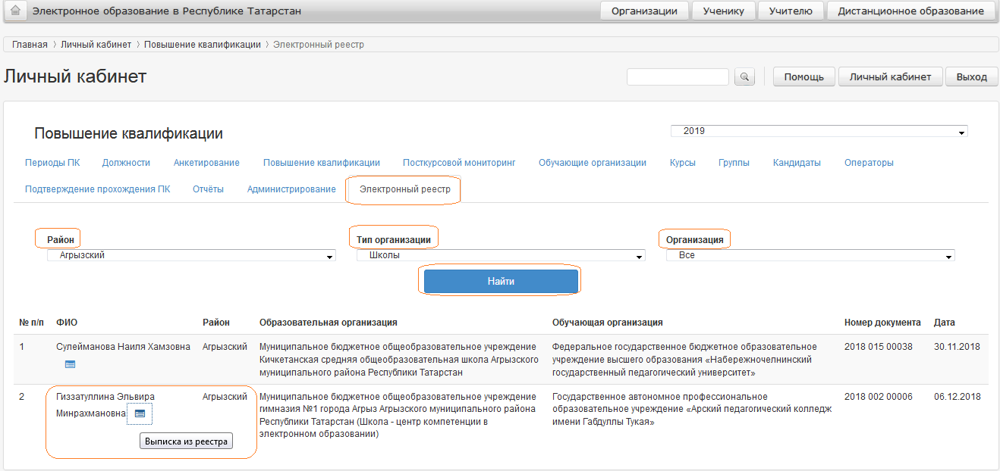 Электронное образование в Республике Татарстан
Организации Ученику Учителю Дистанционное образование
Главная 〉 Личный кабинет 〉 Повышение квалификации 〉 Электронный реестр
Личный кабинет
Помощь Личный кабинет Выход
Повышение квалификации
2019
Периоды ПК Должности Анкетирование Повышение квалификации Посткурсовой мониторинг Обучающие организации Курсы Группы Кандидаты Операторы
Подтверждение прохождения ПК Отчёты Администрирование Электронный реестр
Район Тип организации Организация
Агрызский Школы Все
Найти
№ п/п ФИО Район Образовательная организация Обучающая организация Номер документа Дата
1 Сулейманова Наиля Хамзовна Агрызский Муниципальное бюджетное общеобразовательное учреждение Федеральное государственное бюджетное образовательное 2018 015 00038 30.11.2018
Кичкетанская средняя общеобразовательная школа Агрызского учреждение высшего образования «Набережночелнинский
муниципального района Республики Татарстан государственный педагогический университет»
2 Гиззатуллина Эльвира Агрызский Муниципальное бюджетное общеобразовательное учреждение Государственное автономное профессиональное 2018 002 00006 06.12.2018
Минрахмановна гимназия №1 города Агрыз Агрызского муниципального района образовательное учреждение «Арский педагогический колледж
Республики Татарстан (Школа - центр компетенции в имени Габдуллы Тукая»
электронном образовании)
Выписка из реестра